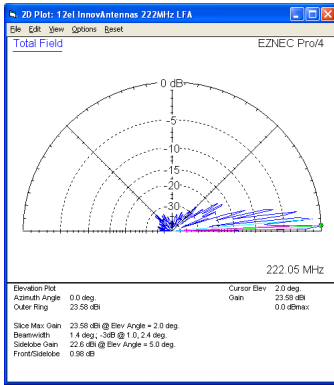 2D Plot: 12el InnovAntennas 222MHz LFA
File Edit View Options Reset
Total Field EZNEC Pro/4
0 dB
-5
-10
-15
-20
-30
222.05 MHz
Elevation Plot Cursor Elev 2.0 deg.
Azimuth Angle 0.0 deg. Gain 23.58 dBi
Outer Ring 23.58 dBi 0.0 dBmax
Slice Max Gain 23.58 dBi @ Elev Angle = 2.0 deg.
Beamwidth 1.4 deg.; -3dB @ 1.0, 2.4 deg.
Sidelobe Gain 22.6 dBi @ Elev Angle = 5.0 deg.
Front/Sidelobe 0.98 dB